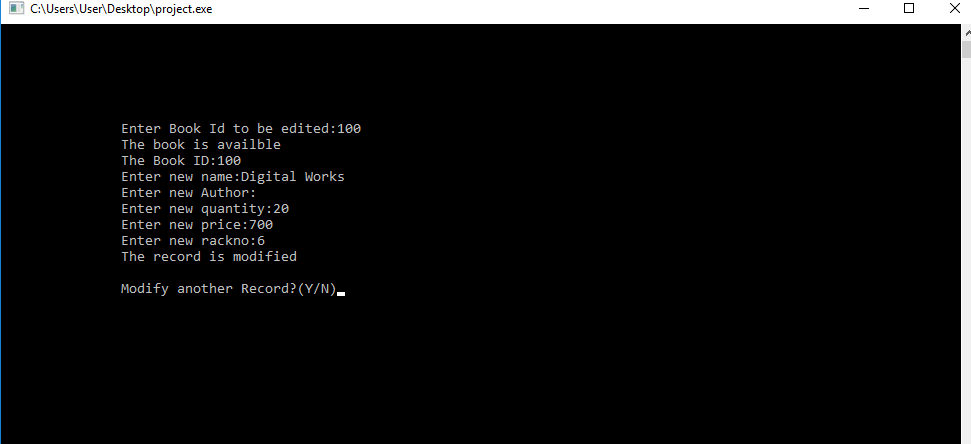 C:\Users\User\Desktop\project.exe
Enter Book Id to be edited:100
The book is availble
The Book ID:100
Enter new name:Digital Works
Enter new Author:
Enter new quantity:20
Enter new price:700
Enter new rackno:6
The record is modified
Modify another Record?(Y/N)